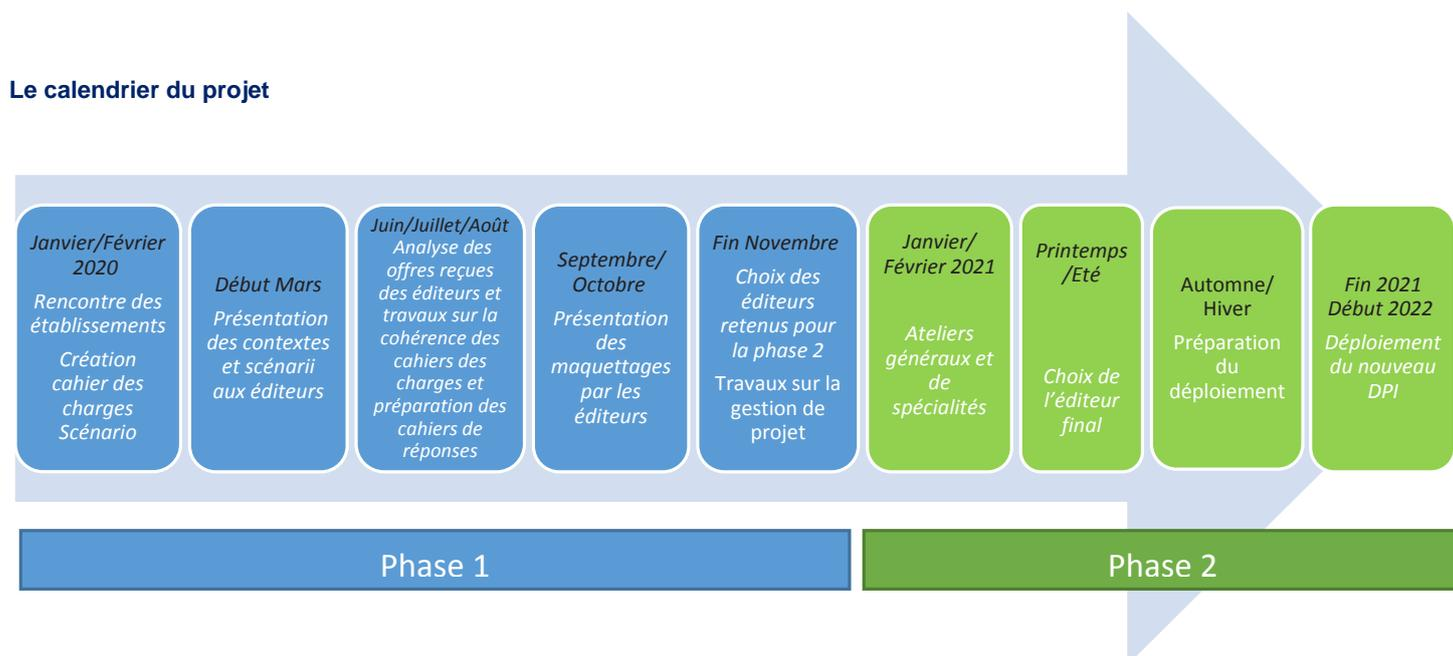 Le calendrier du projet
Janvier/Février
2020
Rencontre des
établissements
Création
cahier des
charges
Scénario
Début Mars
Présentation
des contextes
et scénarii
aux éditeurs
Juin/Juillet/Août
Analyse des
offres reçues
des éditeurs et
travaux sur la
cohérence des
cahiers des
charges et
préparation des
cahiers de
réponses
Septembre/
Octobre
Présentation
des
maquettages
par les
éditeurs
Fin Novembre
Choix des
éditeurs
retenus pour
la phase 2
Travaux sur la
gestion de
projet
Janvier/
Février 2021
Ateliers
généraux et
de
spécialités
Printemps
/Eté
Choix de
l’éditeur
final
Automne/
Hiver
Préparation
du
déploiement
Fin 2021
Début 2022
Déploiement
du nouveau
DPI
Phase 1
Phase 2